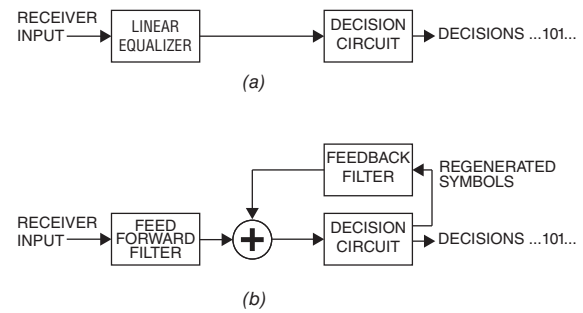 RECEIVER
INPUT
LINEAR
EQUALIZER
DECISION
CIRCUIT
DECISIONS ...101...
(a)
FEEDBACK
FILTER
REGENERATED
SYMBOLS
RECEIVER
INPUT
FEED
FORWARD
FILTER
+
DECISION
CIRCUIT
DECISIONS ...101...
(b)